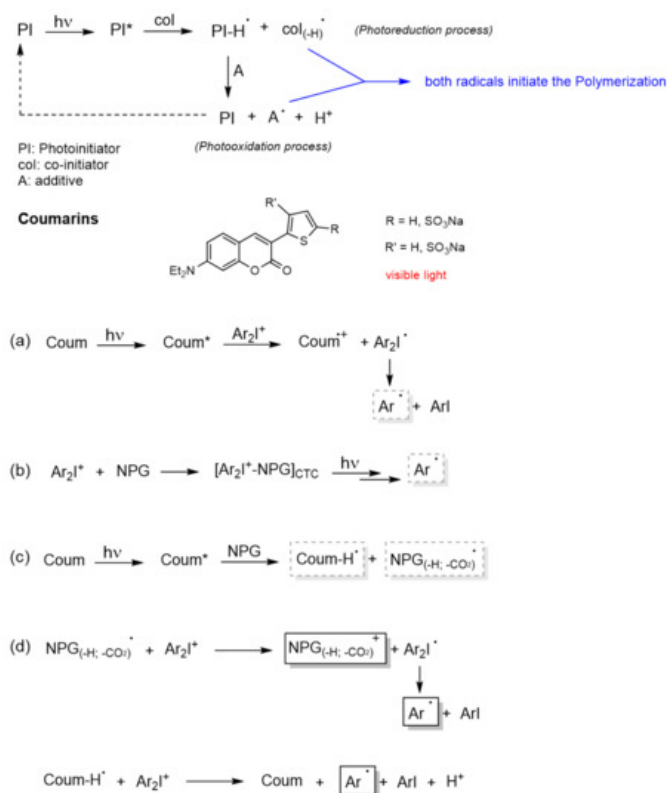 PI hν PI* col PI-H• + col(-H)• (Photoreduction process)
A both radicals initiate the Polymerization
PI + A• + H+
PI: Photoinitiator (Photooxidation process)
col: co-initiator
A: additive
Coumarins
R'
R
S
Et2N O O
R = H, SO3Na
R' = H, SO3Na
visible light
(a) Coum hν Coum* Ar2I+ Coum•+ + Ar2I•
Ar• + ArI
(b) Ar2I+ + NPG [Ar2I+-NPG]CTC hν Ar•
(c) Coum hν Coum* NPG Coum-H• + NPG(-H; -CO2)•
(d) NPG(-H; -CO2)• + Ar2I+ NPG(-H; -CO2)+ + Ar2I•
Ar• + ArI
Coum-H• + Ar2I+ Coum + Ar• + ArI + H+